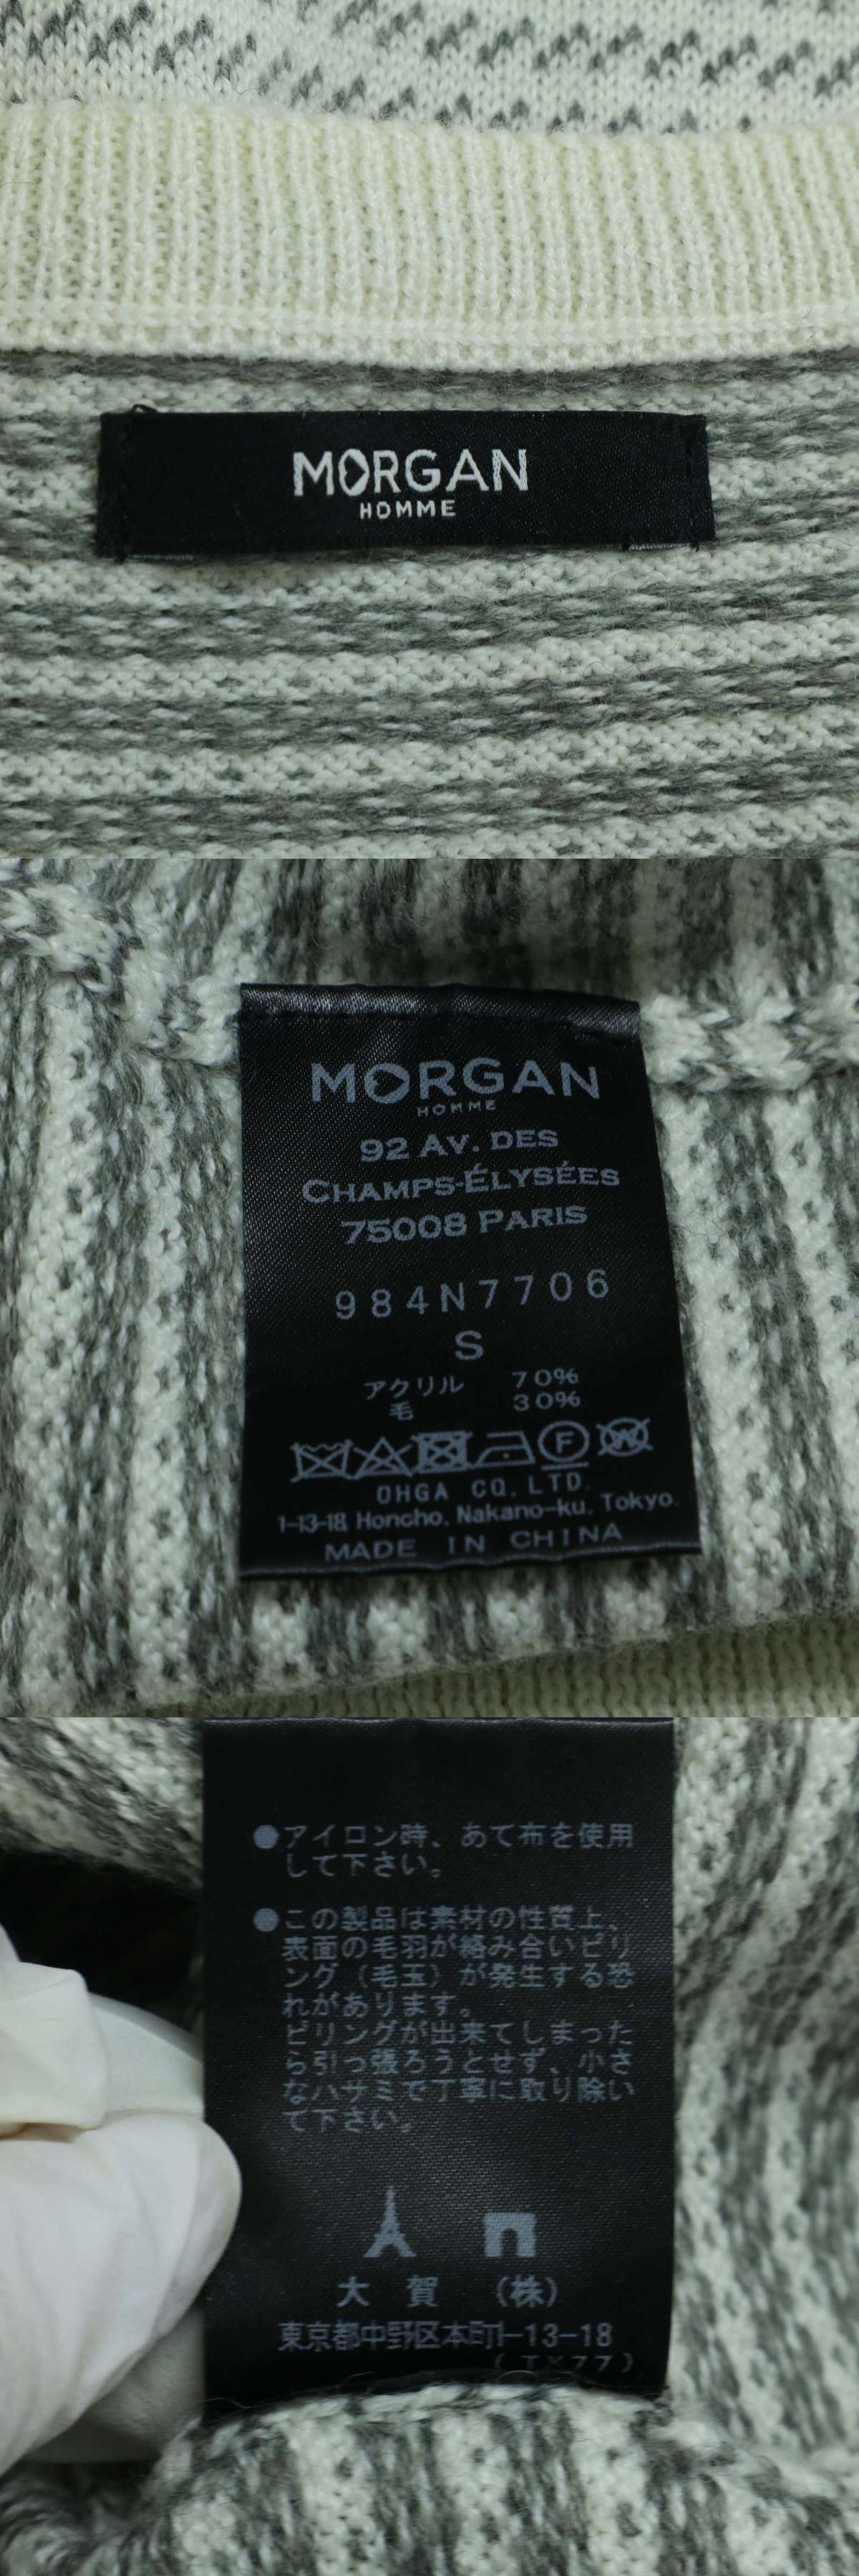 MORGAN
HOMME
MORGAN
HOMME
92 AV. DES
CHAMPS-ÉLYSÉES
75008 PARIS
984N7706
S
アクリル 70%
毛 30%
F
W
OHGA CO. LTD.
1-13-18, Honcho, Nakano-ku, Tokyo.
MADE IN CHINA
●アイロン時、あて布を使用
して下さい。
●この製品は素材の性質上、
表面の毛羽が絡み合いピリ
ング（毛玉）が発生する恐
れがあります。
ピリングが出来てしまった
ら引っ張ろうとせず、小さ
なハサミで丁寧に取り除い
て下さい。
大賀 （株）
東京都中野区本町1-13-18
(TX77)